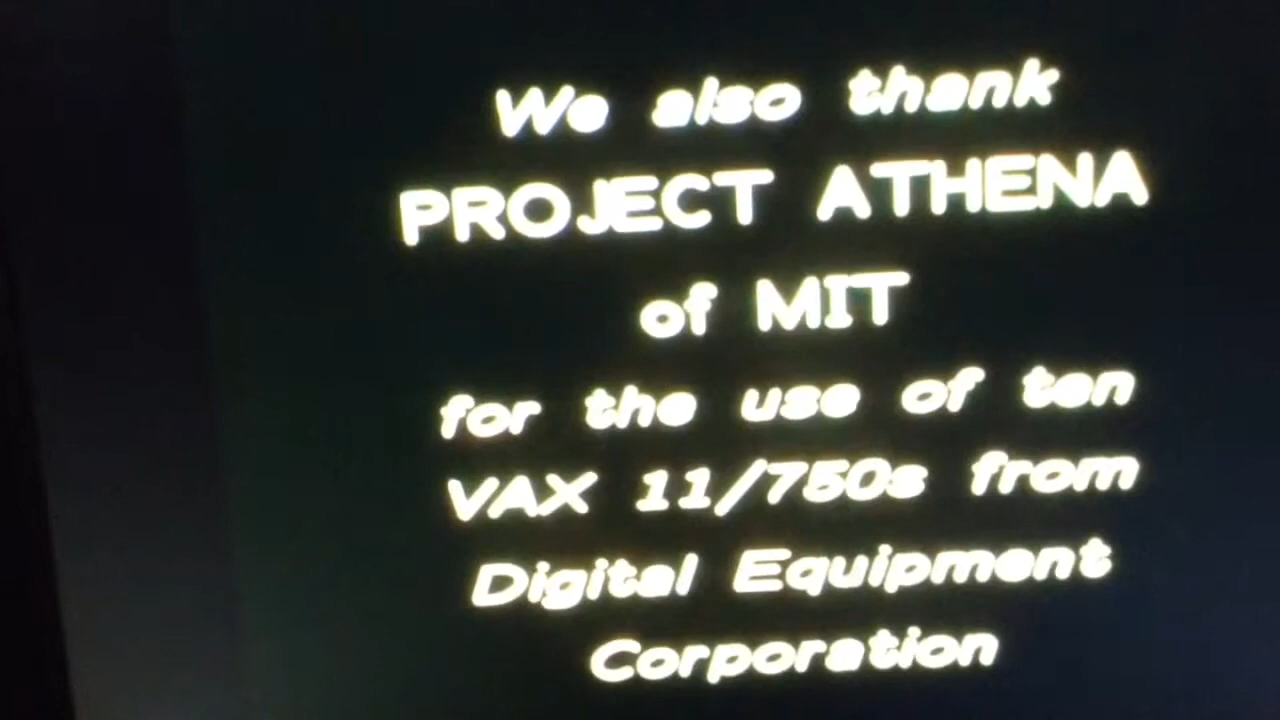 We also thank
PROJECT ATHENA
of MIT
for the use of ten
VAX 11/750s from
Digital Equipment
Corporation